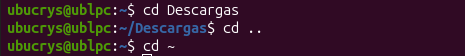 ubucrys@ublpc:~$ cd Descargas
ubucrys@ublpc:~/Descargas$ cd ..
ubucrys@ublpc:~$ cd ~